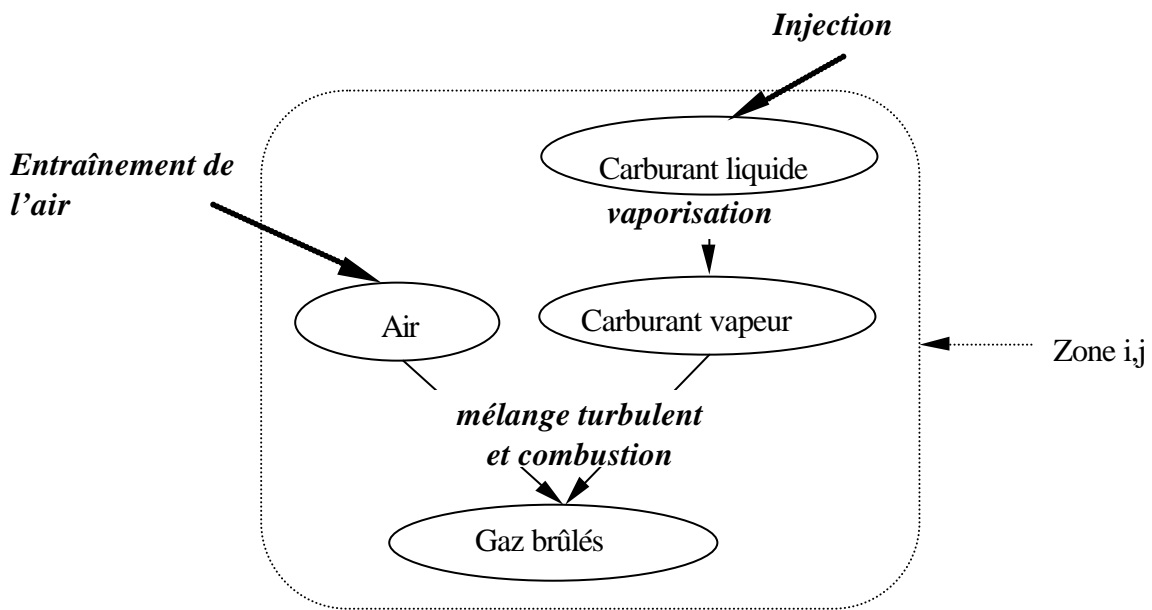 Injection
Entraînement de
l’air
Carburant liquide
vaporisation
Air
Carburant vapeur
Zone i,j
mélange turbulent
et combustion
Gaz brûlés